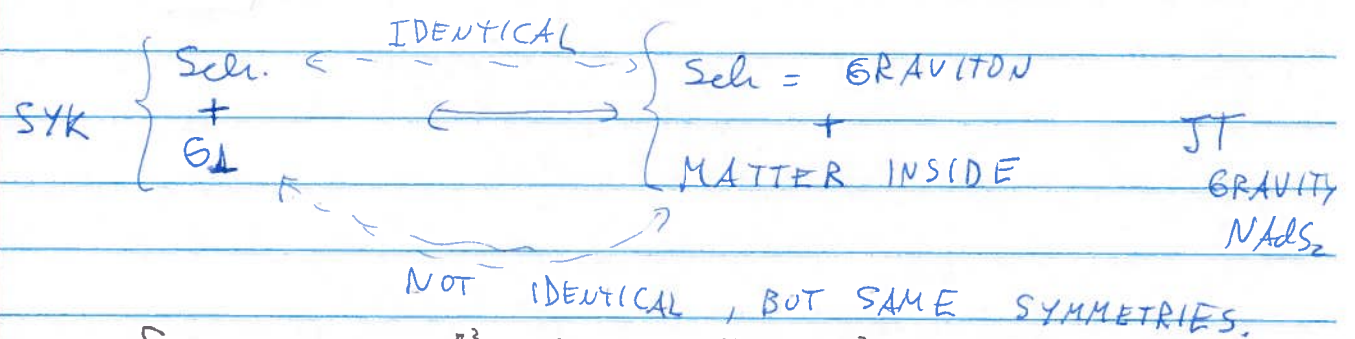 IDENTICAL
Sch. Sch = GRAVITON
SYK + + JT
G⊥ MATTER INSIDE GRAVITY
NAdS₂
NOT IDENTICAL, BUT SAME SYMMETRIES.